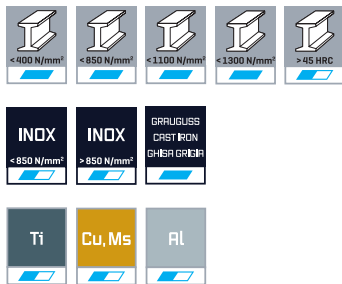 <400 N/mm²
<850 N/mm²
<1100 N/mm²
<1300 N/mm²
>45 HRC
INOX
<850 N/mm²
INOX
>850 N/mm²
GRAUGUSS
CAST IRON
GHISA GRIGIA
Ti
Cu, Ms
Al